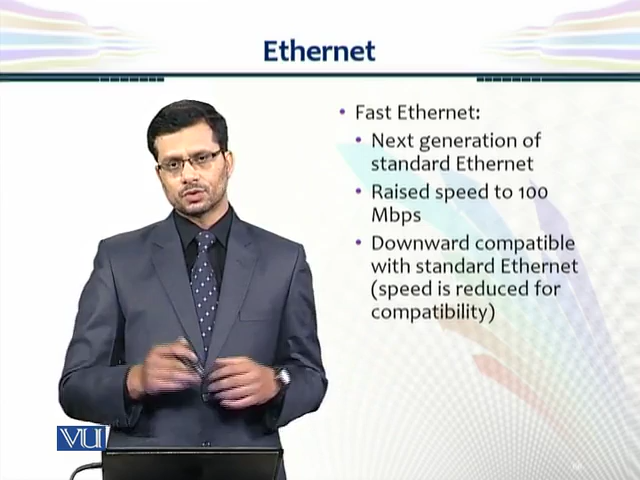 Ethernet
• Fast Ethernet:
• Next generation of
standard Ethernet
• Raised speed to 100
Mbps
• Downward compatible
with standard Ethernet
(speed is reduced for
compatibility)
VU